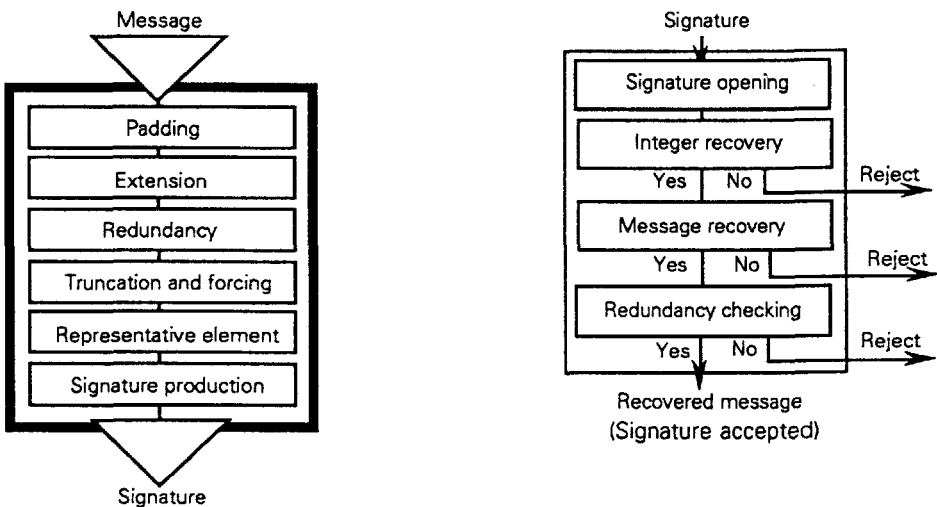 Message
Padding
Extension
Redundancy
Truncation and forcing
Representative element
Signature production
Signature
Signature
Signature opening
Integer recovery
Yes No Reject
Message recovery
Yes No Reject
Redundancy checking
Yes No Reject
Recovered message
(Signature accepted)